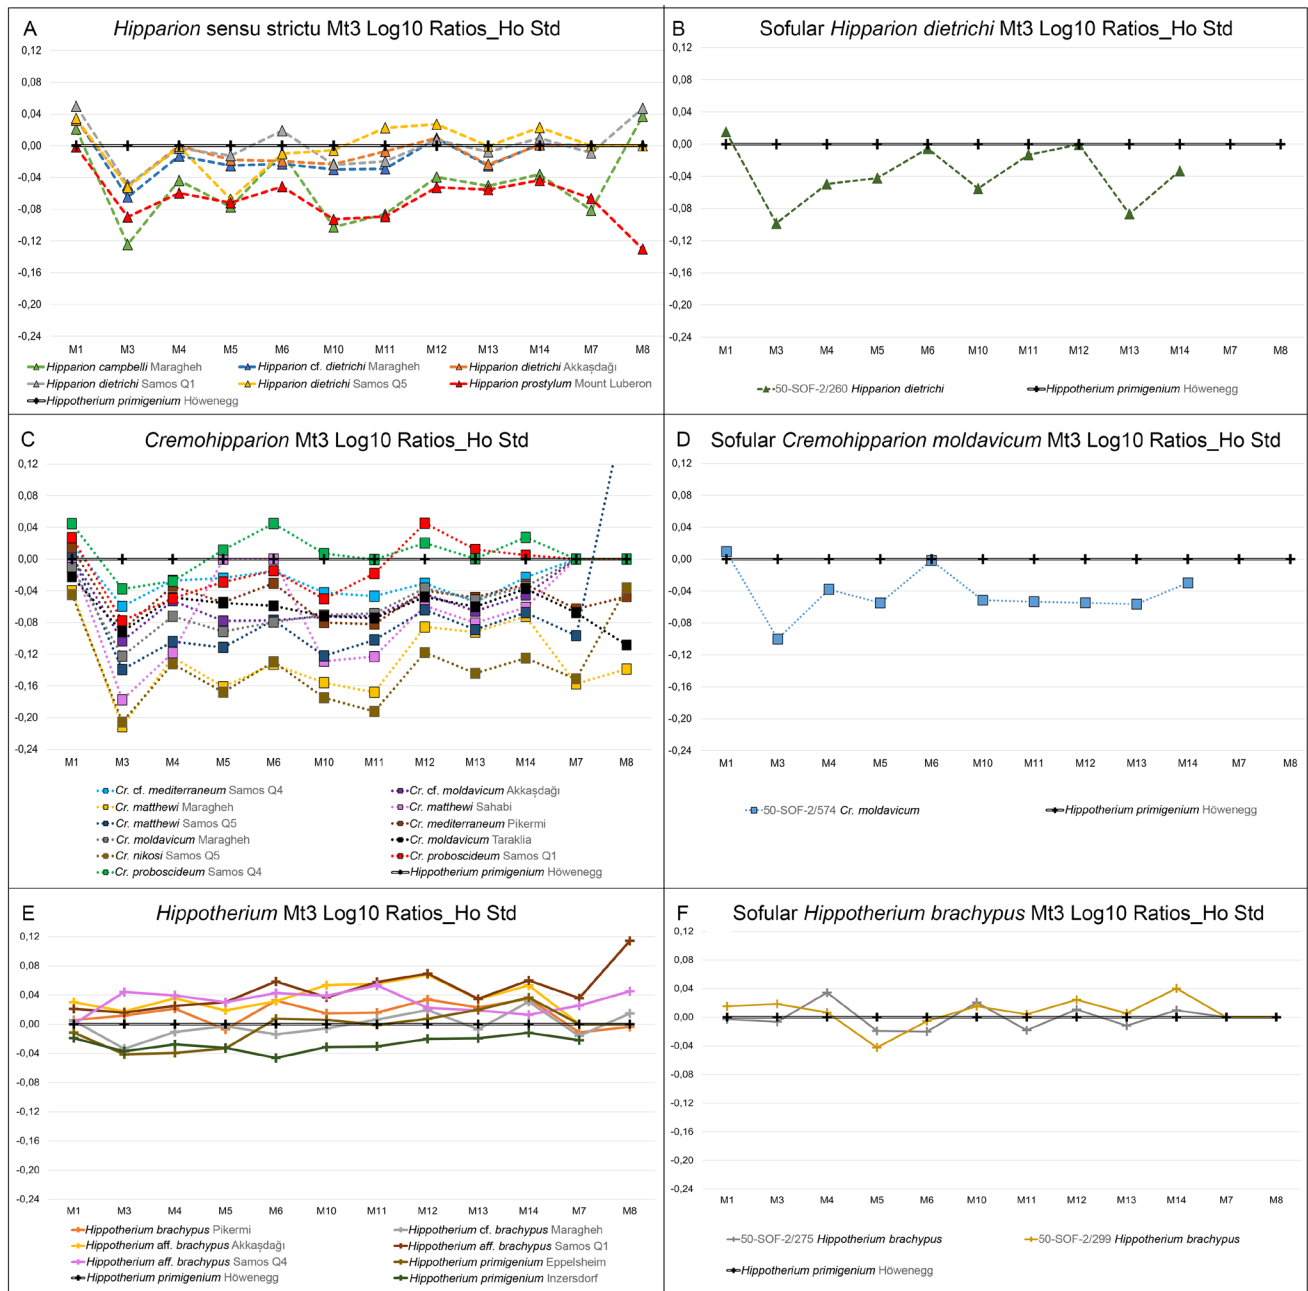 A Hipparion sensu strictu Mt3 Log10 Ratios_Ho Std
0,12
0,08
0,04
0,00
-0,04
-0,08
-0,12
-0,16
-0,20
-0,24
M1 M3 M4 M5 M6 M10 M11 M12 M13 M14 M7 M8
Hipparion campbelli Maragheh Hipparion cf. dietrichi Maragheh Hipparion dietrichi Akkaşdağı
Hipparion dietrichi Samos Q1 Hipparion dietrichi Samos Q5 Hipparion prostylum Mount Luberon
Hippotherium primigenium Höwenegg
B Sofular Hipparion dietrichi Mt3 Log10 Ratios_Ho Std
0,12
0,08
0,04
0,00
-0,04
-0,08
-0,12
-0,16
-0,20
-0,24
M1 M3 M4 M5 M6 M10 M11 M12 M13 M14 M7 M8
50-SOF-2/260 Hipparion dietrichi Hippotherium primigenium Höwenegg
C Cremohipparion Mt3 Log10 Ratios_Ho Std
0,12
0,08
0,04
0,00
-0,04
-0,08
-0,12
-0,16
-0,20
-0,24
M1 M3 M4 M5 M6 M10 M11 M12 M13 M14 M7 M8
Cr. cf. mediterraneum Samos Q4 Cr. cf. moldavicum Akkaşdağı
Cr. matthewi Maragheh Cr. matthewi Sahabi
Cr. matthewi Samos Q5 Cr. mediterraneum Pikermi
Cr. moldavicum Maragheh Cr. moldavicum Taraklia
Cr. nikosi Samos Q5 Cr. proboscideum Samos Q1
Cr. proboscideum Samos Q4 Hippotherium primigenium Höwenegg
D Sofular Cremohipparion moldavicum Mt3 Log10 Ratios_Ho Std
0,12
0,08
0,04
0,00
-0,04
-0,08
-0,12
-0,16
-0,20
-0,24
M1 M3 M4 M5 M6 M10 M11 M12 M13 M14 M7 M8
50-SOF-2/574 Cr. moldavicum Hippotherium primigenium Höwenegg
E Hippotherium Mt3 Log10 Ratios_Ho Std
0,12
0,08
0,04
0,00
-0,04
-0,08
-0,12
-0,16
-0,20
-0,24
M1 M3 M4 M5 M6 M10 M11 M12 M13 M14 M7 M8
Hippotherium brachypus Pikermi Hippotherium cf. brachypus Maragheh
Hippotherium aff. brachypus Akkaşdağı Hippotherium aff. brachypus Samos Q1
Hippotherium aff. brachypus Samos Q4 Hippotherium primigenium Eppelsheim
Hippotherium primigenium Höwenegg Hippotherium primigenium Inzersdorf
F Sofular Hippotherium brachypus Mt3 Log10 Ratios_Ho Std
0,12
0,08
0,04
0,00
-0,04
-0,08
-0,12
-0,16
-0,20
-0,24
M1 M3 M4 M5 M6 M10 M11 M12 M13 M14 M7 M8
50-SOF-2/275 Hippotherium brachypus 50-SOF-2/299 Hippotherium brachypus
Hippotherium primigenium Höwenegg